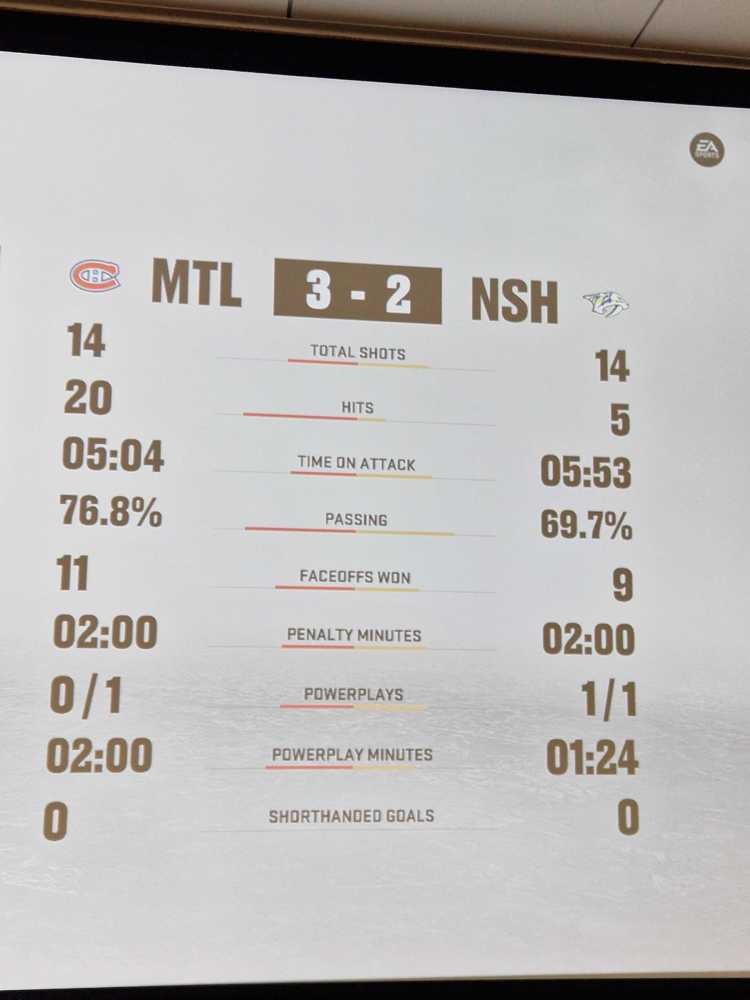 EA
SPORTS
MTL 3 - 2 NSH
14 TOTAL SHOTS 14
20 HITS 5
05:04 TIME ON ATTACK 05:53
76.8% PASSING 69.7%
11 FACEOFFS WON 9
02:00 PENALTY MINUTES 02:00
0/1 POWERPLAYS 1/1
02:00 POWERPLAY MINUTES 01:24
0 SHORTHANDED GOALS 0